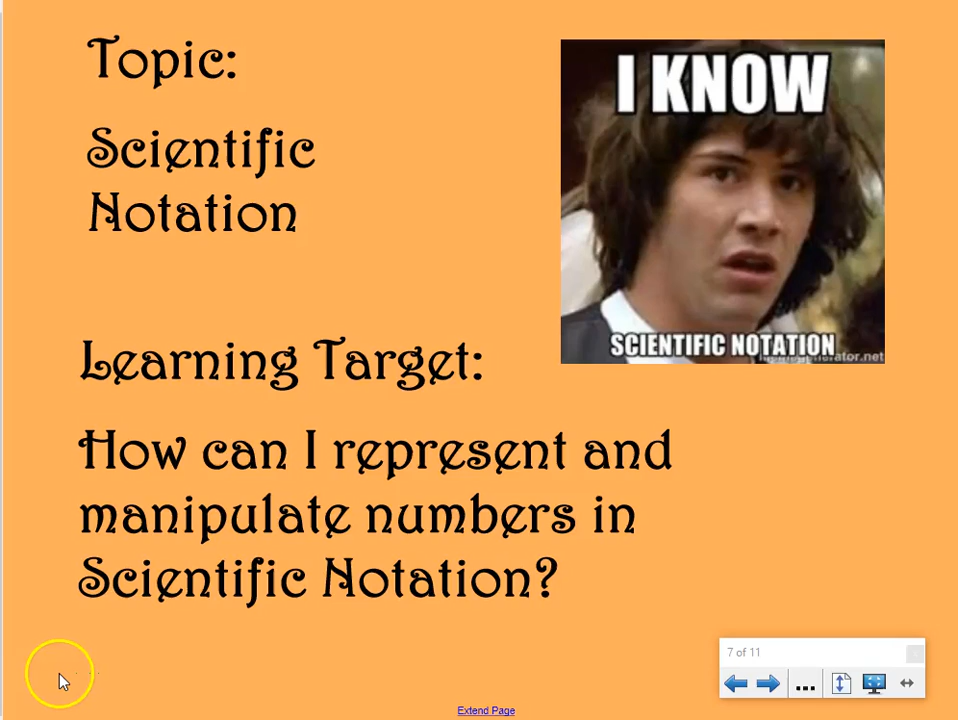 Topic:
Scientific
Notation
I KNOW
SCIENTIFIC NOTATION
Learning Target:
How can I represent and
manipulate numbers in
Scientific Notation?
7 of 11
...
Extend Page